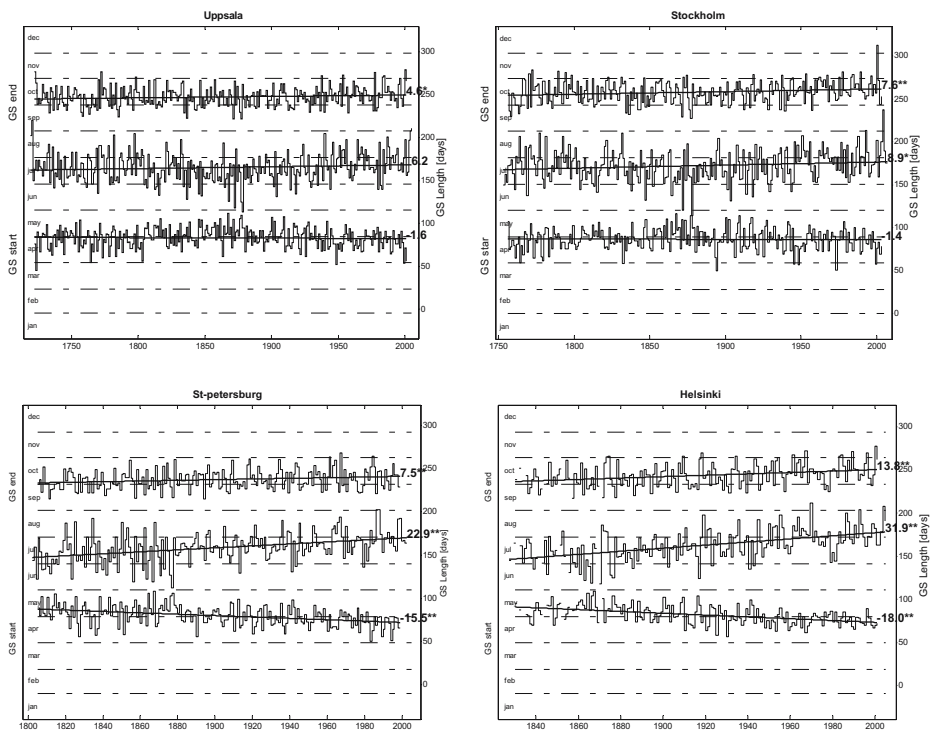 Uppsala
dec
nov
oct
sep
aug
jul
jun
may
apr
mar
feb
jan
GS end
GS start
300
250
200
150
100
50
0
GS Length [days]
4.6*
6.2
-1.6
1750 1800 1850 1900 1950 2000
Stockholm
dec
nov
oct
sep
aug
jul
jun
may
apr
mar
feb
jan
GS end
GS star
300
250
200
150
100
50
0
GS Length [days]
7.6**
8.9*
-1.4
1750 1800 1850 1900 1950 2000
St-petersburg
dec
nov
oct
sep
aug
jul
jun
may
apr
mar
feb
jan
GS end
GS start
300
250
200
150
100
50
0
GS Length [days]
7.5**
22.9**
-15.5**
1800 1820 1840 1860 1880 1900 1920 1940 1960 1980 2000
Helsinki
dec
nov
oct
sep
aug
jul
jun
may
apr
mar
feb
jan
GS end
GS start
300
250
200
150
100
50
0
GS Length [days]
13.8**
31.9**
-18.0**
1840 1860 1880 1900 1920 1940 1960 1980 2000